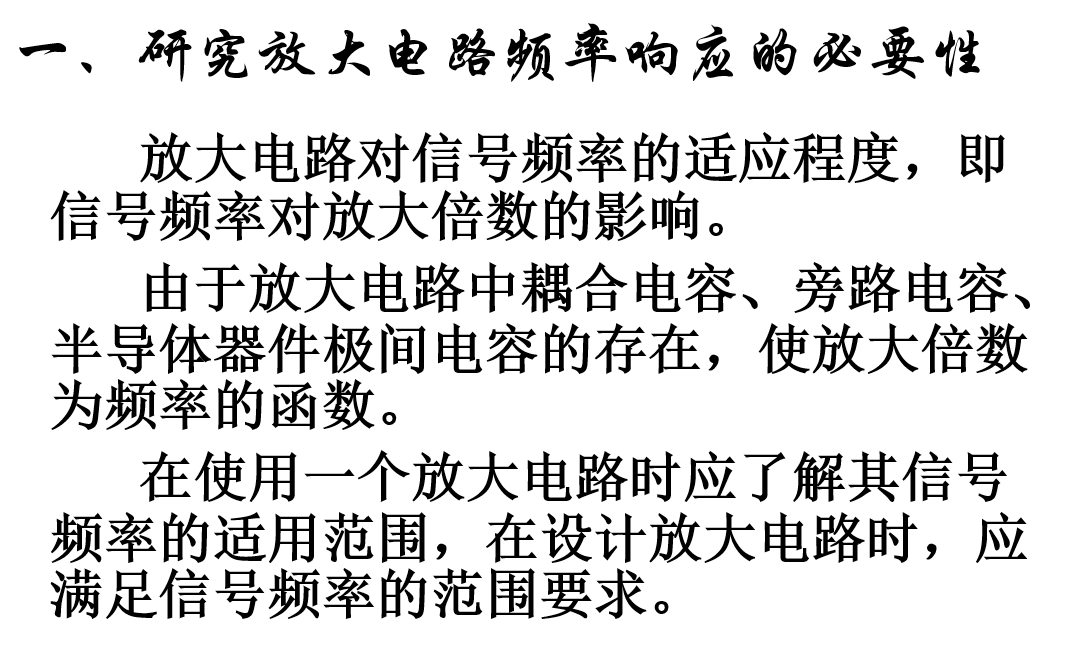 一、研究放大电路频率响应的必要性
放大电路对信号频率的适应程度，即
信号频率对放大倍数的影响。
由于放大电路中耦合电容、旁路电容、
半导体器件极间电容的存在，使放大倍数
为频率的函数。
在使用一个放大电路时应了解其信号
频率的适用范围，在设计放大电路时，应
满足信号频率的范围要求。